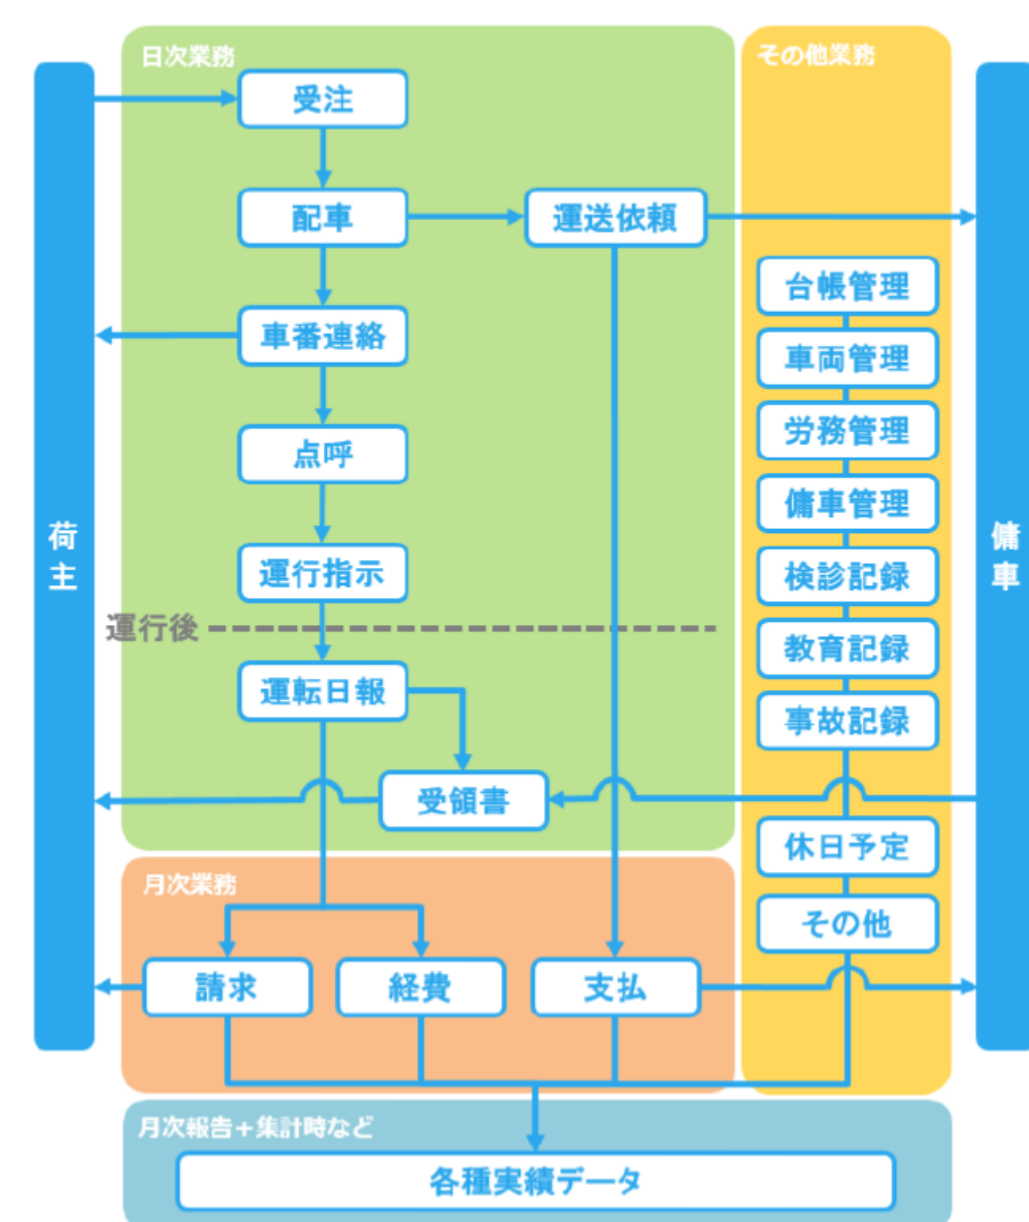 日次業務
その他業務
受注
配車
運送依頼
車番連絡
点呼
運行指示
運行後
運転日報
受領書
荷主
傭車
台帳管理
車両管理
労務管理
傭車管理
検診記録
教育記録
事故記録
休日予定
その他
月次業務
請求
経費
支払
月次報告+集計時など
各種実績データ